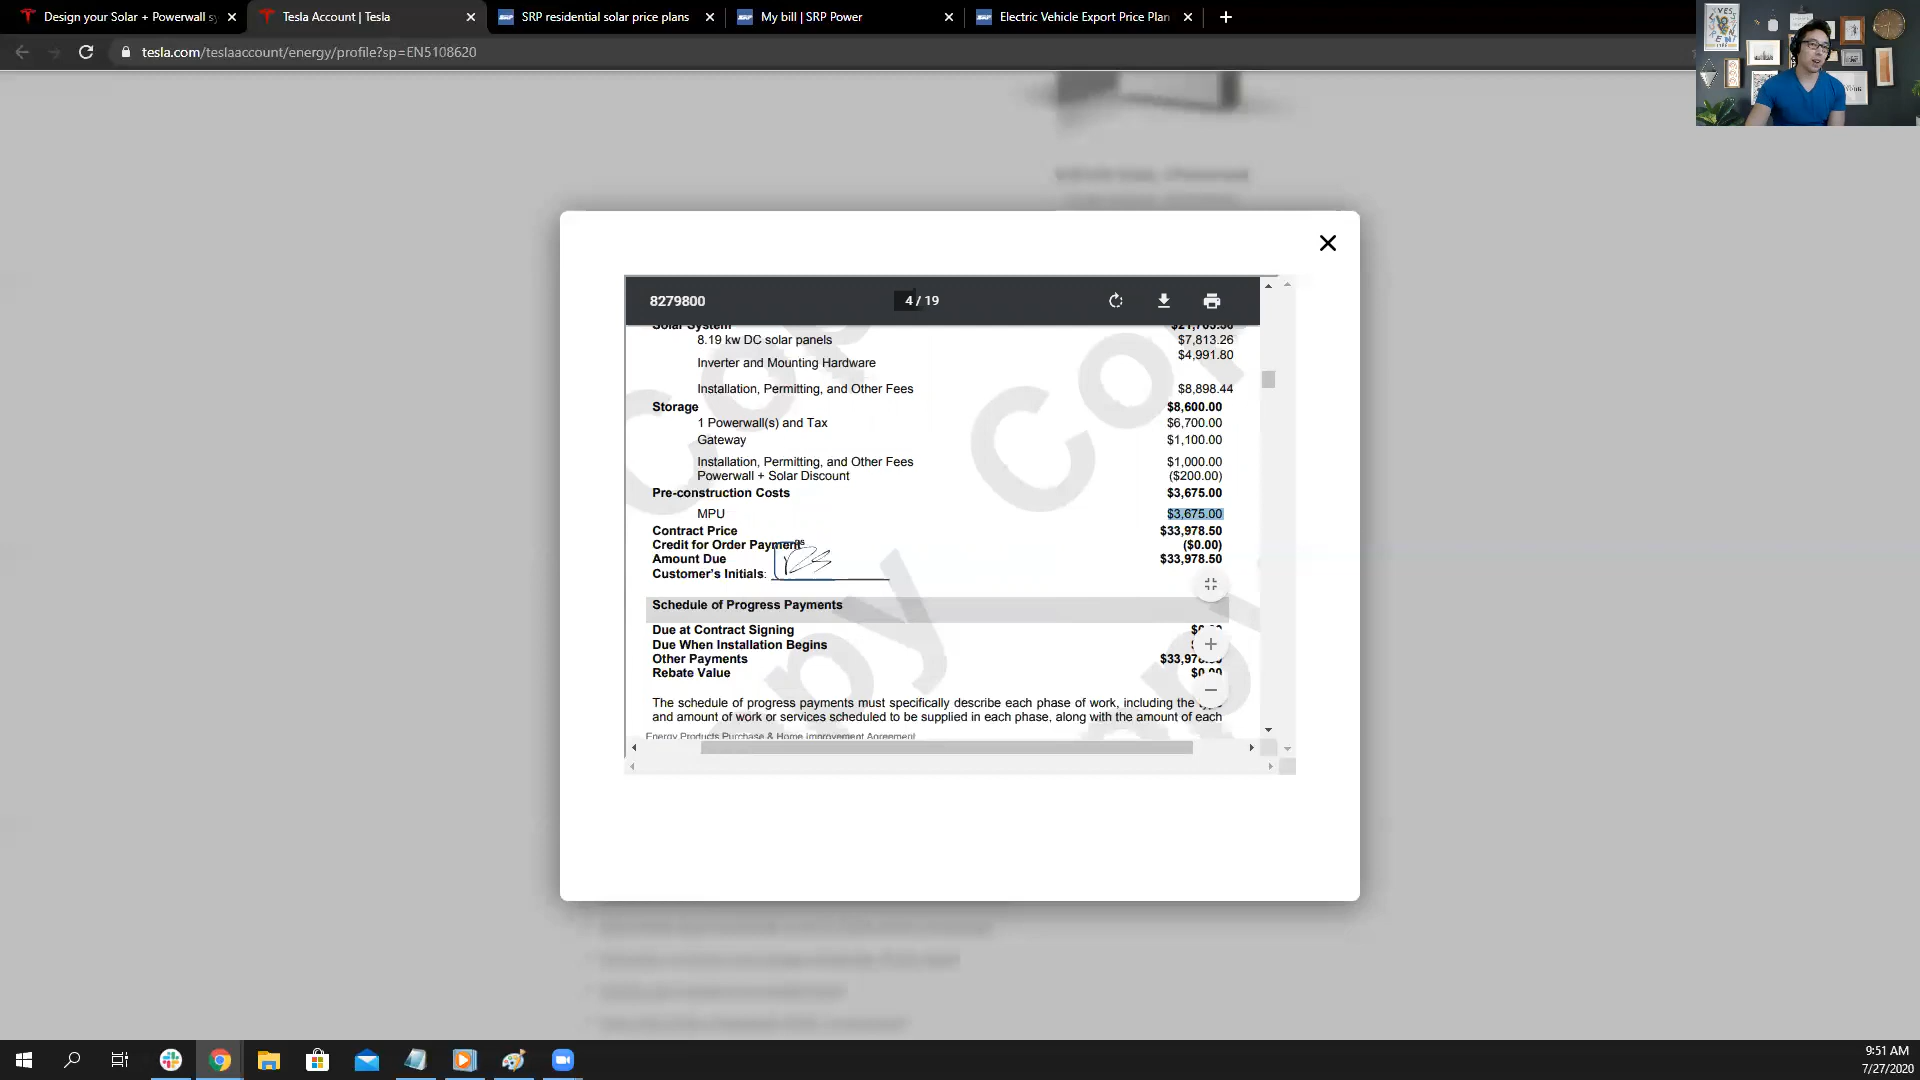 Design your Solar + Powerwall sy
Tesla Account | Tesla
SRP residential solar price plans
My bill | SRP Power
Electric Vehicle Export Price Plan
tesla.com/teslaaccount/energy/profile?sp=EN5108620
8279800
4 / 19
Solar System $21,703.50
8.19 kw DC solar panels $7,813.26
Inverter and Mounting Hardware $4,991.80
Installation, Permitting, and Other Fees $8,898.44
Storage $8,600.00
1 Powerwall(s) and Tax $6,700.00
Gateway $1,100.00
Installation, Permitting, and Other Fees $1,000.00
Powerwall + Solar Discount ($200.00)
Pre-construction Costs $3,675.00
MPU $3,675.00
Contract Price $33,978.50
Credit for Order Payment ($0.00)
Amount Due $33,978.50
Customer's Initials:
Schedule of Progress Payments
Due at Contract Signing
Due When Installation Begins
Other Payments
Rebate Value
The schedule of progress payments must specifically describe each phase of work, including the type
and amount of work or services scheduled to be supplied in each phase, along with the amount of each
Energy Products Purchase & Home Improvement Agreement
Copy
9:51 AM
7/27/2020